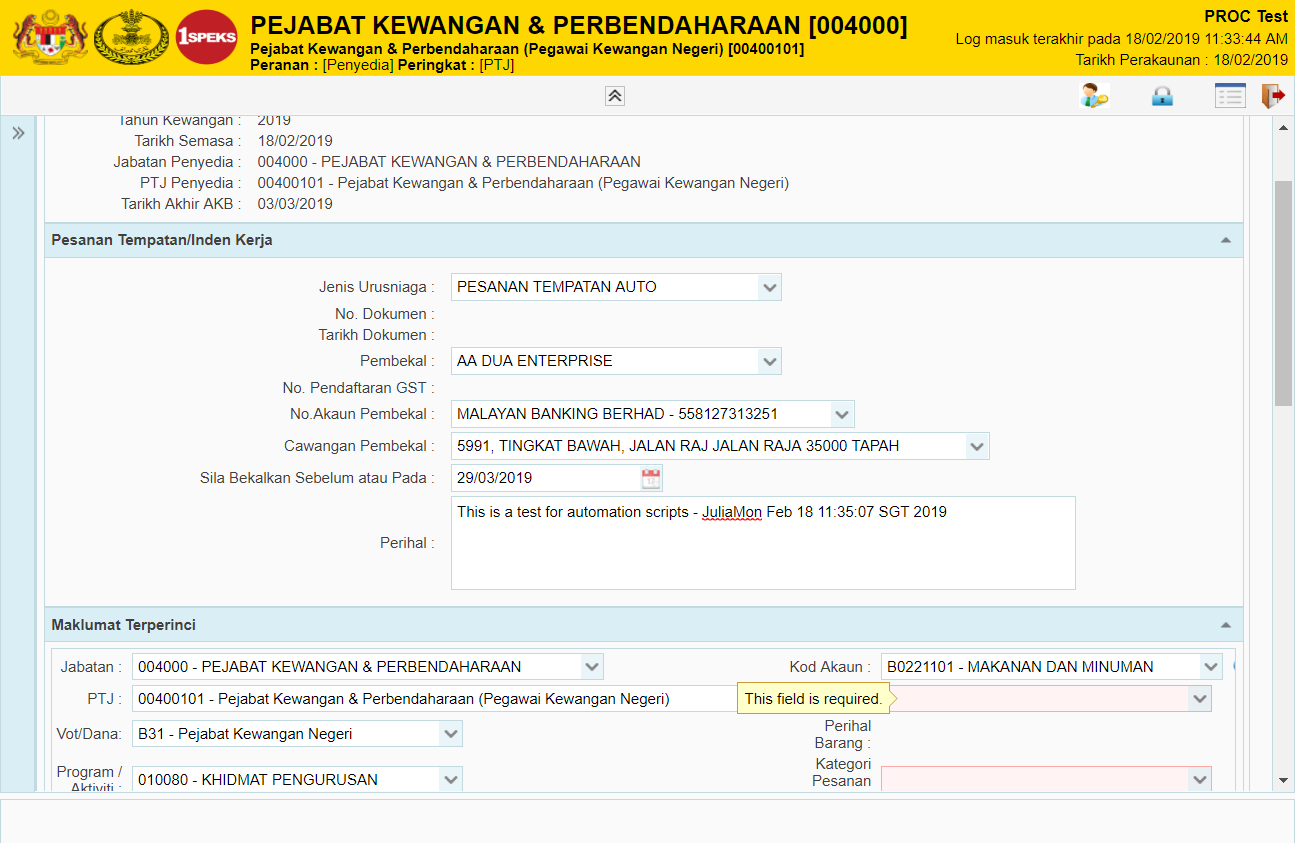 1SPEKS
PEJABAT KEWANGAN & PERBENDAHARAAN [004000]
Pejabat Kewangan & Perbendaharaan (Pegawai Kewangan Negeri) [00400101]
Peranan : [Penyedia] Peringkat : [PTJ]
PROC Test
Log masuk terakhir pada 18/02/2019 11:33:44 AM
Tarikh Perakaunan : 18/02/2019
Tahun Kewangan : 2019
Tarikh Semasa : 18/02/2019
Jabatan Penyedia : 004000 - PEJABAT KEWANGAN & PERBENDAHARAAN
PTJ Penyedia : 00400101 - Pejabat Kewangan & Perbendaharaan (Pegawai Kewangan Negeri)
Tarikh Akhir AKB : 03/03/2019
Pesanan Tempatan/Inden Kerja
Jenis Urusniaga : PESANAN TEMPATAN AUTO
No. Dokumen :
Tarikh Dokumen :
Pembekal : AA DUA ENTERPRISE
No. Pendaftaran GST :
No.Akaun Pembekal : MALAYAN BANKING BERHAD - 558127313251
Cawangan Pembekal : 5991, TINGKAT BAWAH, JALAN RAJ JALAN RAJA 35000 TAPAH
Sila Bekalkan Sebelum atau Pada : 29/03/2019
This is a test for automation scripts - JuliaMon Feb 18 11:35:07 SGT 2019
Perihal :
Maklumat Terperinci
Jabatan : 004000 - PEJABAT KEWANGAN & PERBENDAHARAAN
Kod Akaun : B0221101 - MAKANAN DAN MINUMAN
PTJ : 00400101 - Pejabat Kewangan & Perbendaharaan (Pegawai Kewangan Negeri)
This field is required.
Vot/Dana: B31 - Pejabat Kewangan Negeri
Perihal
Barang :
Program /
Aktiviti :
010080 - KHIDMAT PENGURUSAN
Kategori
Pesanan